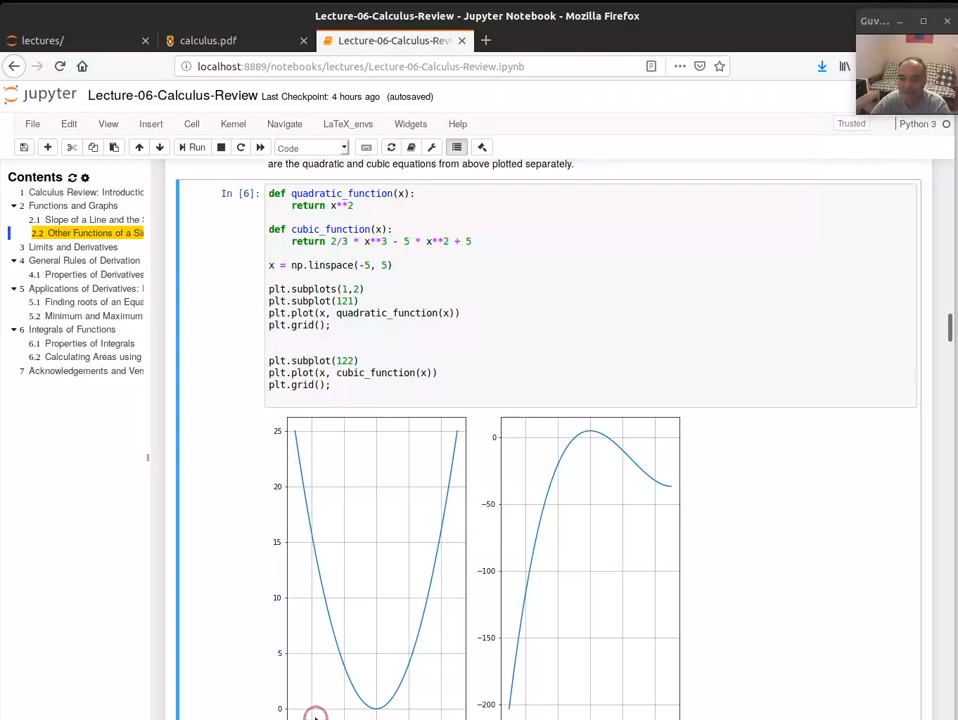 Lecture-06-Calculus-Review - Jupyter Notebook - Mozilla Firefox
Guv...
lectures/
calculus.pdf
Lecture-06-Calculus-Rev
localhost:8889/notebooks/lectures/Lecture-06-Calculus-Review.ipynb
jupyter Lecture-06-Calculus-Review Last Checkpoint: 4 hours ago (autosaved)
File Edit View Insert Cell Kernel Navigate LaTeX_envs Widgets Help Trusted Python 3
Run Code
are the quadratic and cubic equations from above plotted separately.
Contents
1 Calculus Review: Introductic
2 Functions and Graphs
2.1 Slope of a Line and the
2.2 Other Functions of a Si
3 Limits and Derivatives
4 General Rules of Derivation
4.1 Properties of Derivatives
5 Applications of Derivatives: I
5.1 Finding roots of an Equa
5.2 Minimum and Maximum
6 Integrals of Functions
6.1 Properties of Integrals
6.2 Calculating Areas using
7 Acknowledgements and Vers
In [6]:
def quadratic_function(x):
return x**2
def cubic_function(x):
return 2/3 * x**3 - 5 * x**2 + 5
x = np.linspace(-5, 5)
plt.subplots(1,2)
plt.subplot(121)
plt.plot(x, quadratic_function(x))
plt.grid();
plt.subplot(122)
plt.plot(x, cubic_function(x))
plt.grid();
25
20
15
10
5
0
0
-50
-100
-150
-200